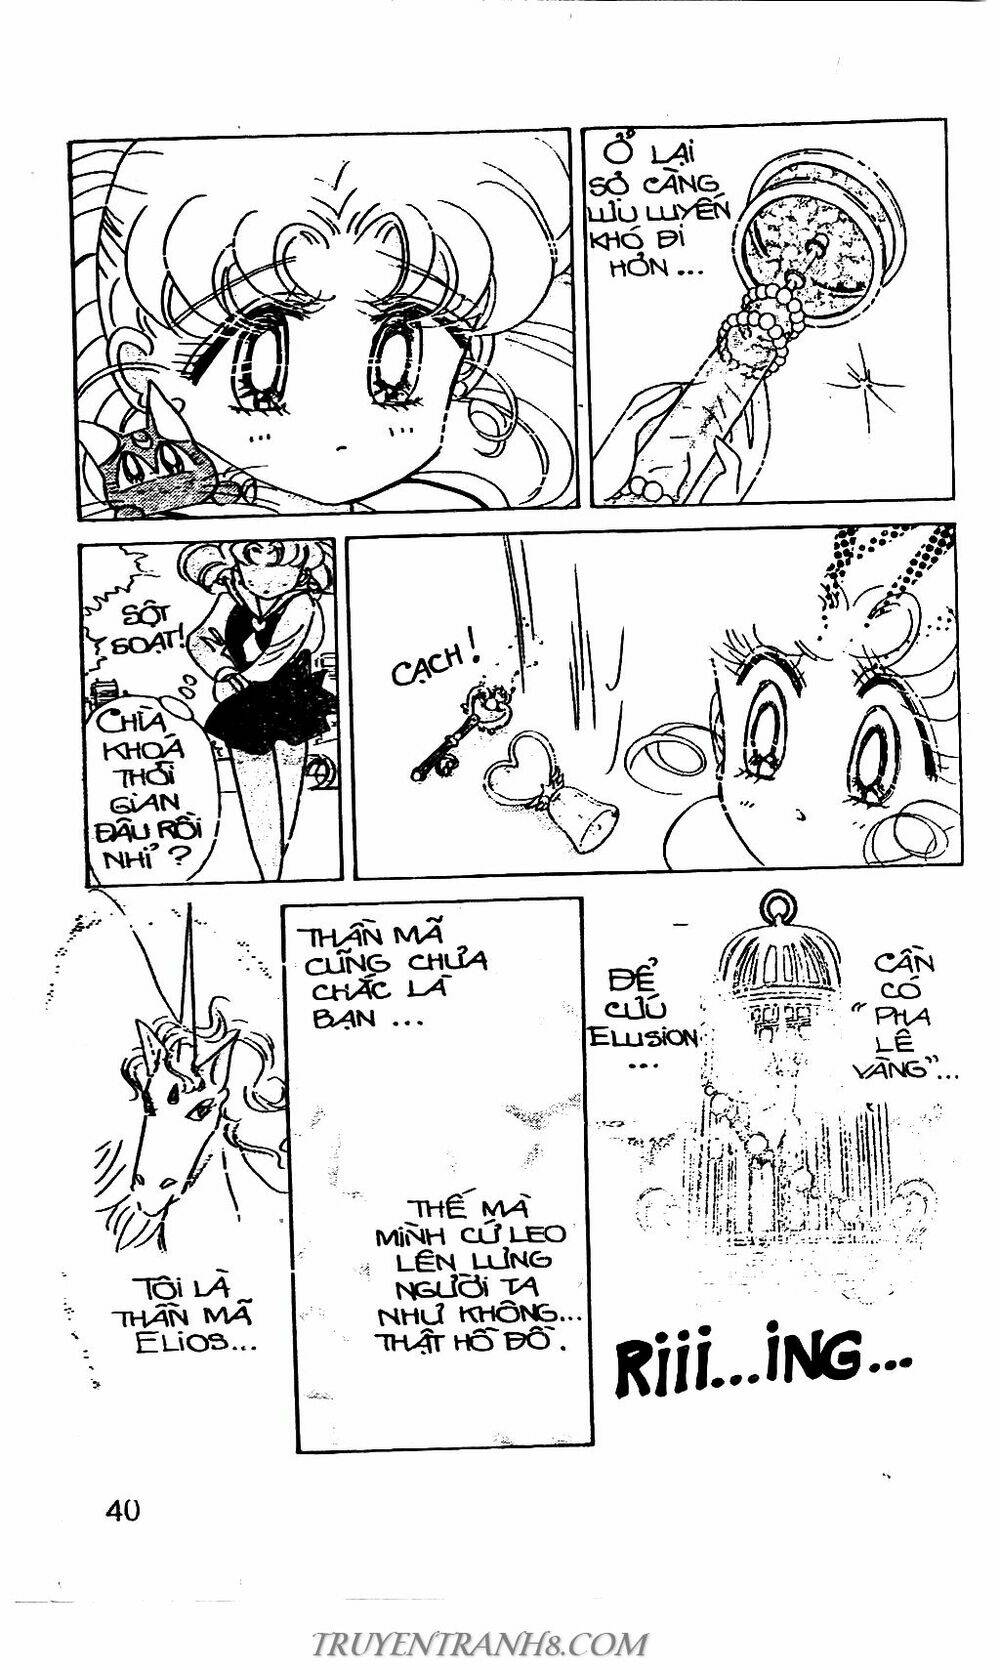 Ở LẠI
SỢ CÀNG
LƯU LUYẾN
KHÓ ĐI
HƠN...
SỘT
SOẠT!
CHÌA
KHOÁ
THỜI
GIAN
ĐÂU RỒI
NHỈ?
CẠCH!
TÔI LÀ
THẦN MÃ
ELIOS...
THẦN MÃ
CŨNG CHƯA
CHẮC LÀ
BẠN ...
THẾ MÀ
MÌNH CỨ LEO
LÊN LƯNG
NGƯỜI TA
NHƯ KHÔNG...
THẬT HỒ ĐỒ.
ĐỂ
CỨU
ELUSION
...
CẦN
CÓ
"PHA
LÊ
VÀNG"...
Riii...iNG...
40
TRUYENTRANH8.COM